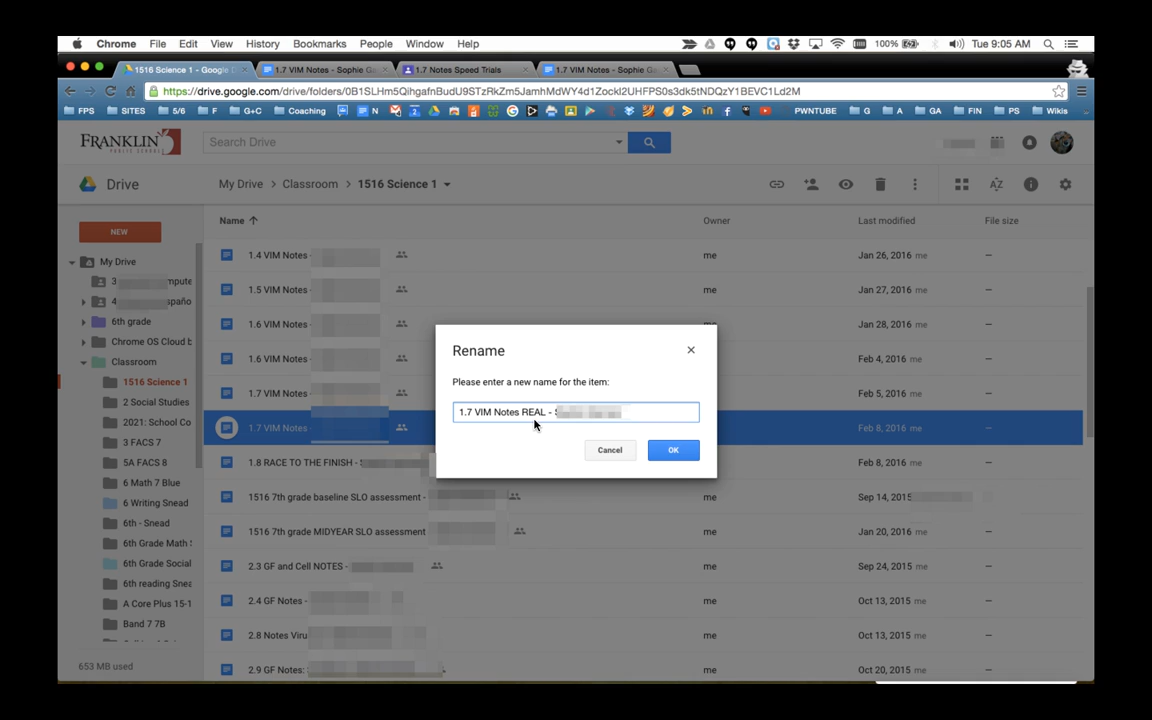 Chrome File Edit View History Bookmarks People Window Help 100% Tue 9:05 AM
1516 Science 1 - Google D 1.7 VIM Notes - Sophie Ga 1.7 Notes Speed Trials 1.7 VIM Notes - Sophie Ga
https://drive.google.com/drive/folders/0B1SLHm5QihgafnBudU9STzRkZm5JamhMdWY4d1ZockI2UHFPS0s3dk5tNDQzY1BEVC1Ld2M
FPS SITES 5/6 F G+C Coaching N PWNTUBE G A GA FIN PS Wikis
FRANKLIN
PUBLIC SCHOOLS
Search Drive
Drive
My Drive > Classroom > 1516 Science 1
NEW
Name Owner Last modified File size
My Drive
3 mpute
4 spaño
6th grade
Chrome OS Cloud b
Classroom
1516 Science 1
2 Social Studies
2021: School Co
3 FACS 7
5A FACS 8
6 Math 7 Blue
6 Writing Snead
6th - Snead
6th Grade Math
6th Grade Social
6th reading Snea
A Core Plus 15-1
Band 7 7B
653 MB used
1.4 VIM Notes - me Jan 26, 2016 me –
1.5 VIM Notes - me Jan 27, 2016 me –
1.6 VIM Notes - me Jan 28, 2016 me –
1.6 VIM Notes - Feb 4, 2016 me –
1.7 VIM Notes - Feb 5, 2016 me –
1.7 VIM Notes - Feb 8, 2016 me –
1.8 RACE TO THE FINISH - Feb 8, 2016 me –
1516 7th grade baseline SLO assessment - me Sep 14, 2015 –
1516 7th grade MIDYEAR SLO assessment me Jan 20, 2016 me –
2.3 GF and Cell NOTES - me Sep 24, 2015 me –
2.4 GF Notes - me Oct 13, 2015 me –
2.8 Notes Viru me Oct 13, 2015 me –
2.9 GF Notes: me Oct 20, 2015 me –
Rename
Please enter a new name for the item:
1.7 VIM Notes REAL -
Cancel OK